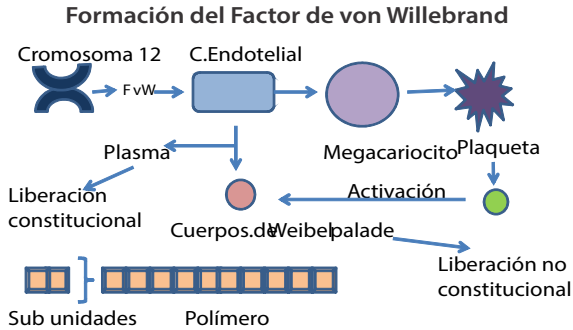 Formación del Factor de von Willebrand
Cromosoma 12
C.Endotelial
FvW
Plasma
Megacariocito
Plaqueta
Liberación
constitucional
Activación
Cuerpos.deWeibelpalade
Liberación no
constitucional
Sub unidades
Polímero